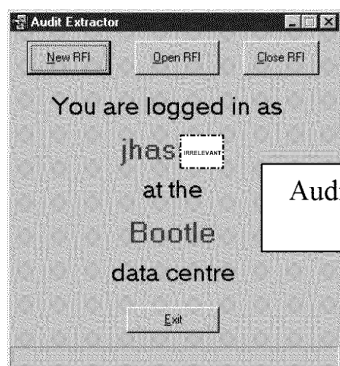 Audit Extractor
New RFI Open RFI Close RFI
You are logged in as
jhas IRRELEVANT
at the
Bootle
data centre
Exit